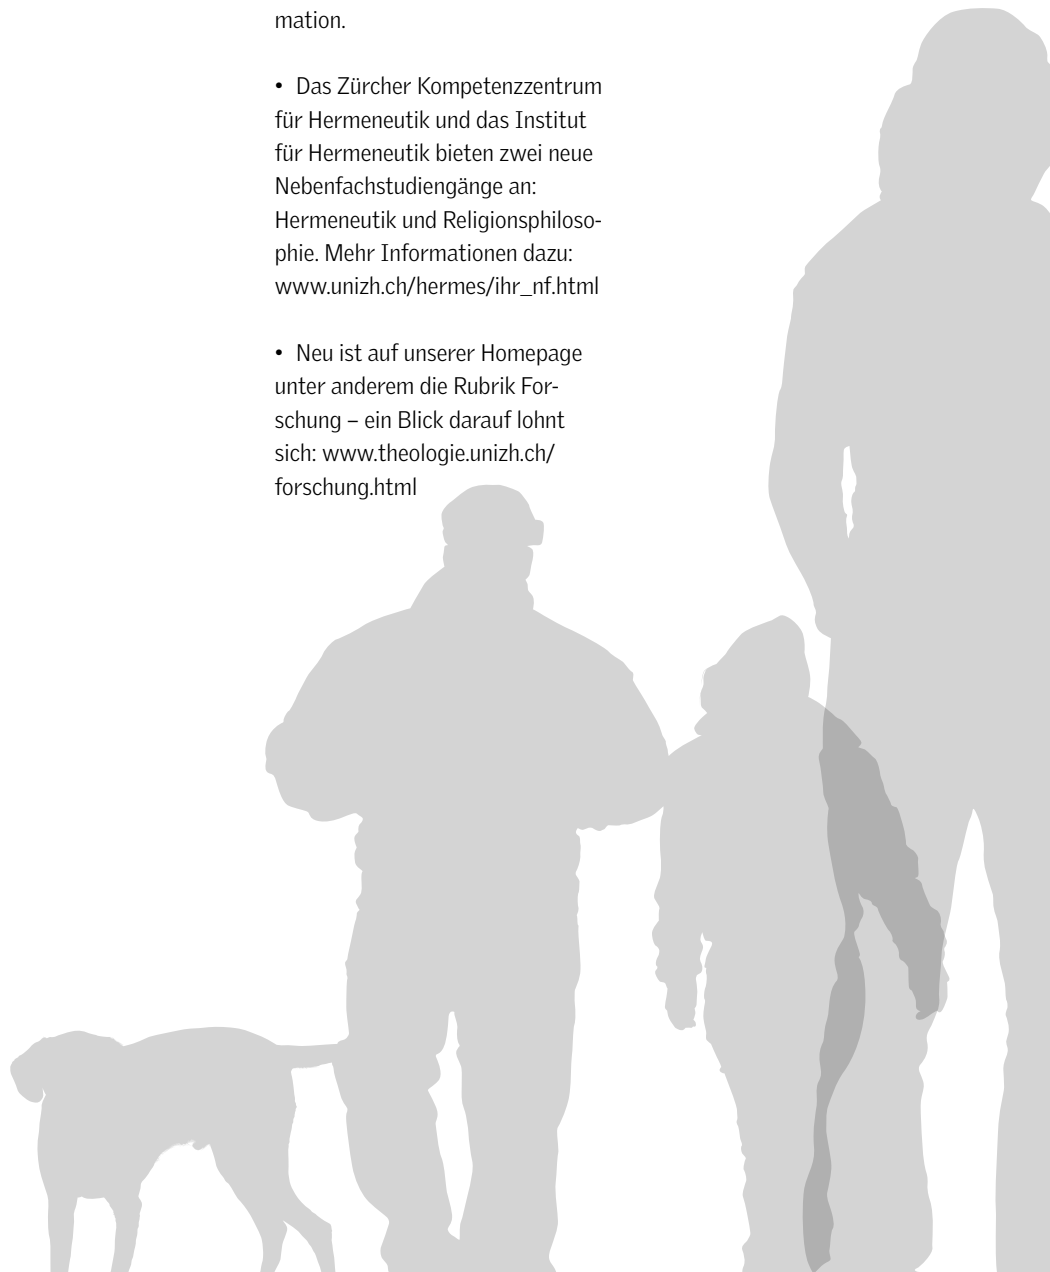 mation.
• Das Zürcher Kompetenzzentrum
für Hermeneutik und das Institut
für Hermeneutik bieten zwei neue
Nebenfachstudiengänge an:
Hermeneutik und Religionsphiloso-
phie. Mehr Informationen dazu:
www.unizh.ch/hermes/ihr_nf.html
• Neu ist auf unserer Homepage
unter anderem die Rubrik For-
schung – ein Blick darauf lohnt
sich: www.theologie.unizh.ch/
forschung.html